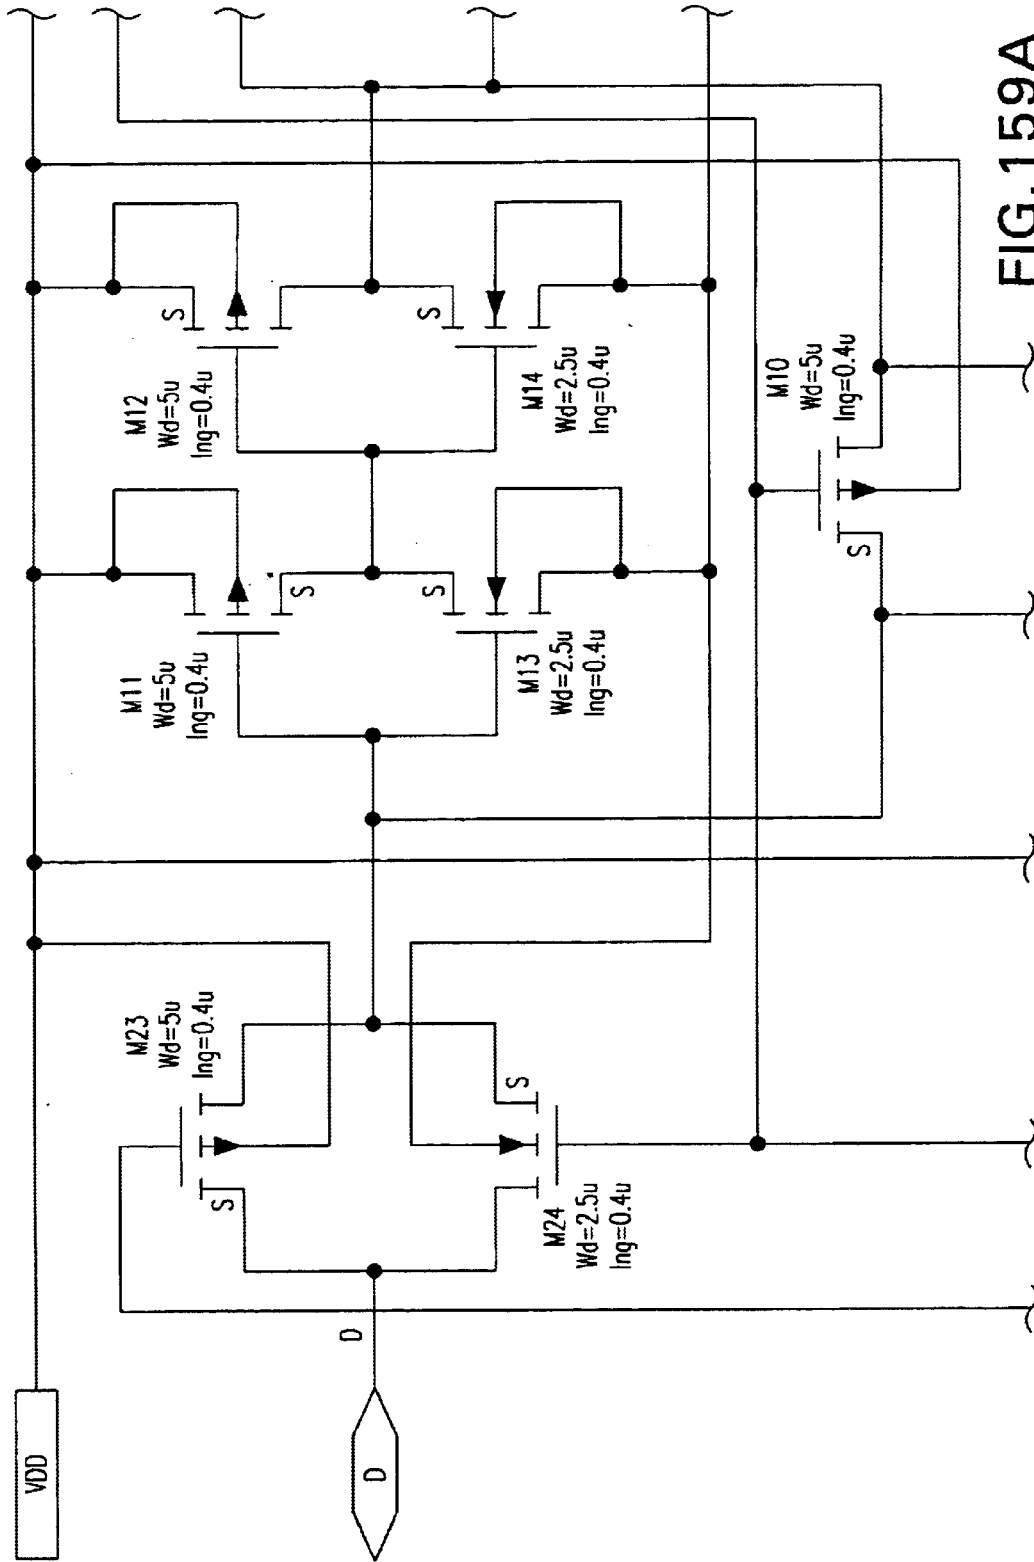 VDD
M23
Wd=5u
lng=0.4u
S
M11
Wd=5u
lng=0.4u
S
M12
Wd=5u
lng=0.4u
S
D
D
M24
Wd=2.5u
lng=0.4u
S
M13
Wd=2.5u
lng=0.4u
S
M14
Wd=2.5u
lng=0.4u
S
M10
Wd=5u
lng=0.4u
S
FIG.159A